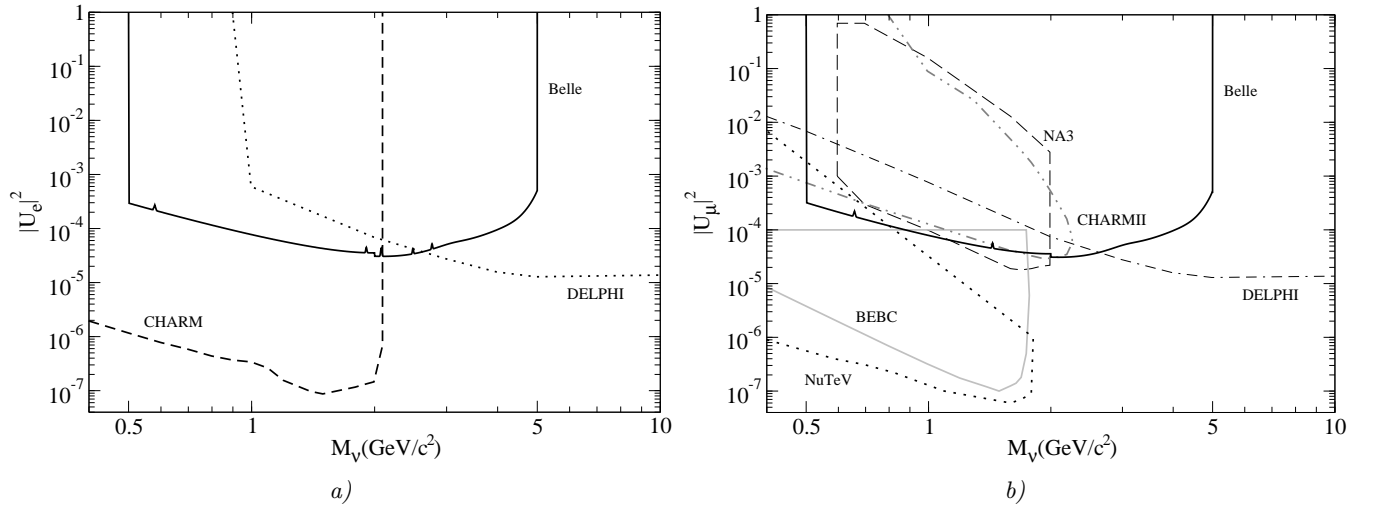 1
10^-1
10^-2
10^-3
10^-4
10^-5
10^-6
10^-7
|U_e|^2
Belle
DELPHI
CHARM
0.5 1 5 10
M_ν(GeV/c^2)
a)
1
10^-1
10^-2
10^-3
10^-4
10^-5
10^-6
10^-7
|U_μ|^2
Belle
NA3
CHARMII
DELPHI
BEBC
NuTeV
0.5 1 5 10
M_ν(GeV/c^2)
b)